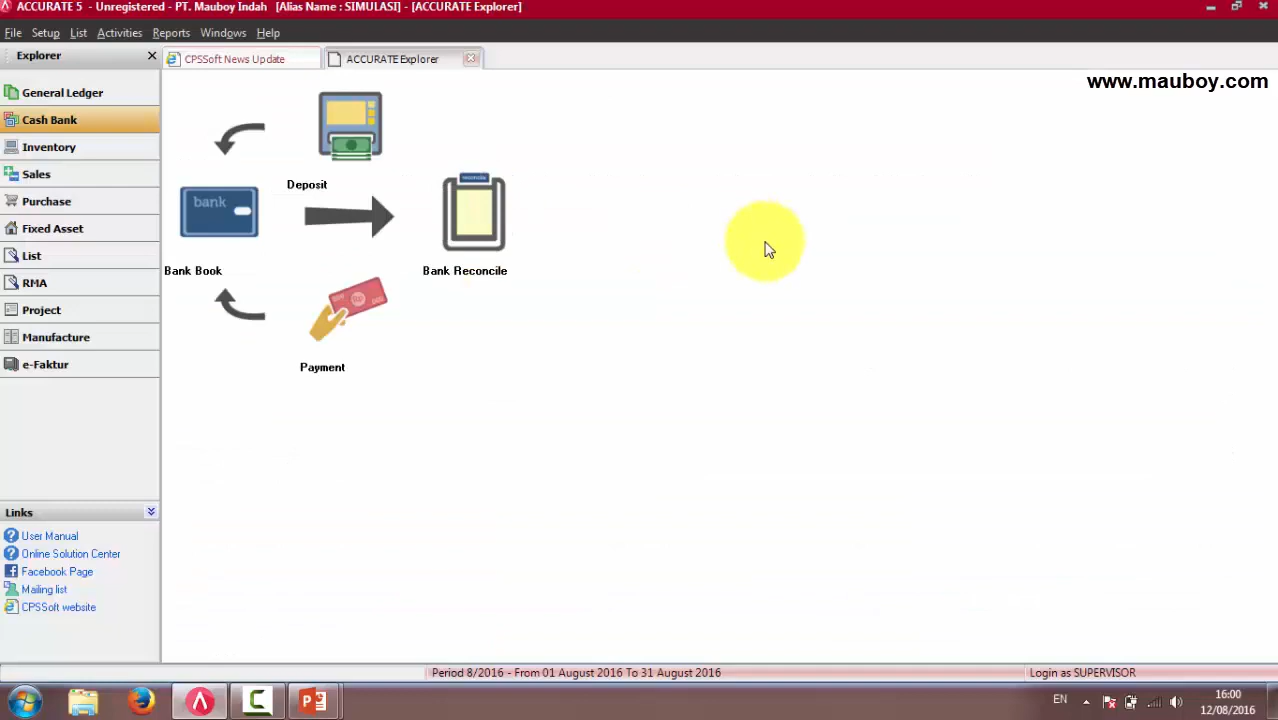 ACCURATE 5 - Unregistered - PT. Mauboy Indah [Alias Name : SIMULASI] - [ACCURATE Explorer]
File Setup List Activities Reports Windows Help
Explorer
CPSSoft News Update
ACCURATE Explorer
www.mauboy.com
General Ledger
Cash Bank
Inventory
Sales
Purchase
Fixed Asset
List
RMA
Project
Manufacture
e-Faktur
Deposit
bank
reconcile
Bank Book
Bank Reconcile
Payment
Links
User Manual
Online Solution Center
Facebook Page
Mailing list
CPSSoft website
Period 8/2016 - From 01 August 2016 To 31 August 2016
Login as SUPERVISOR
EN
16:00
12/08/2016